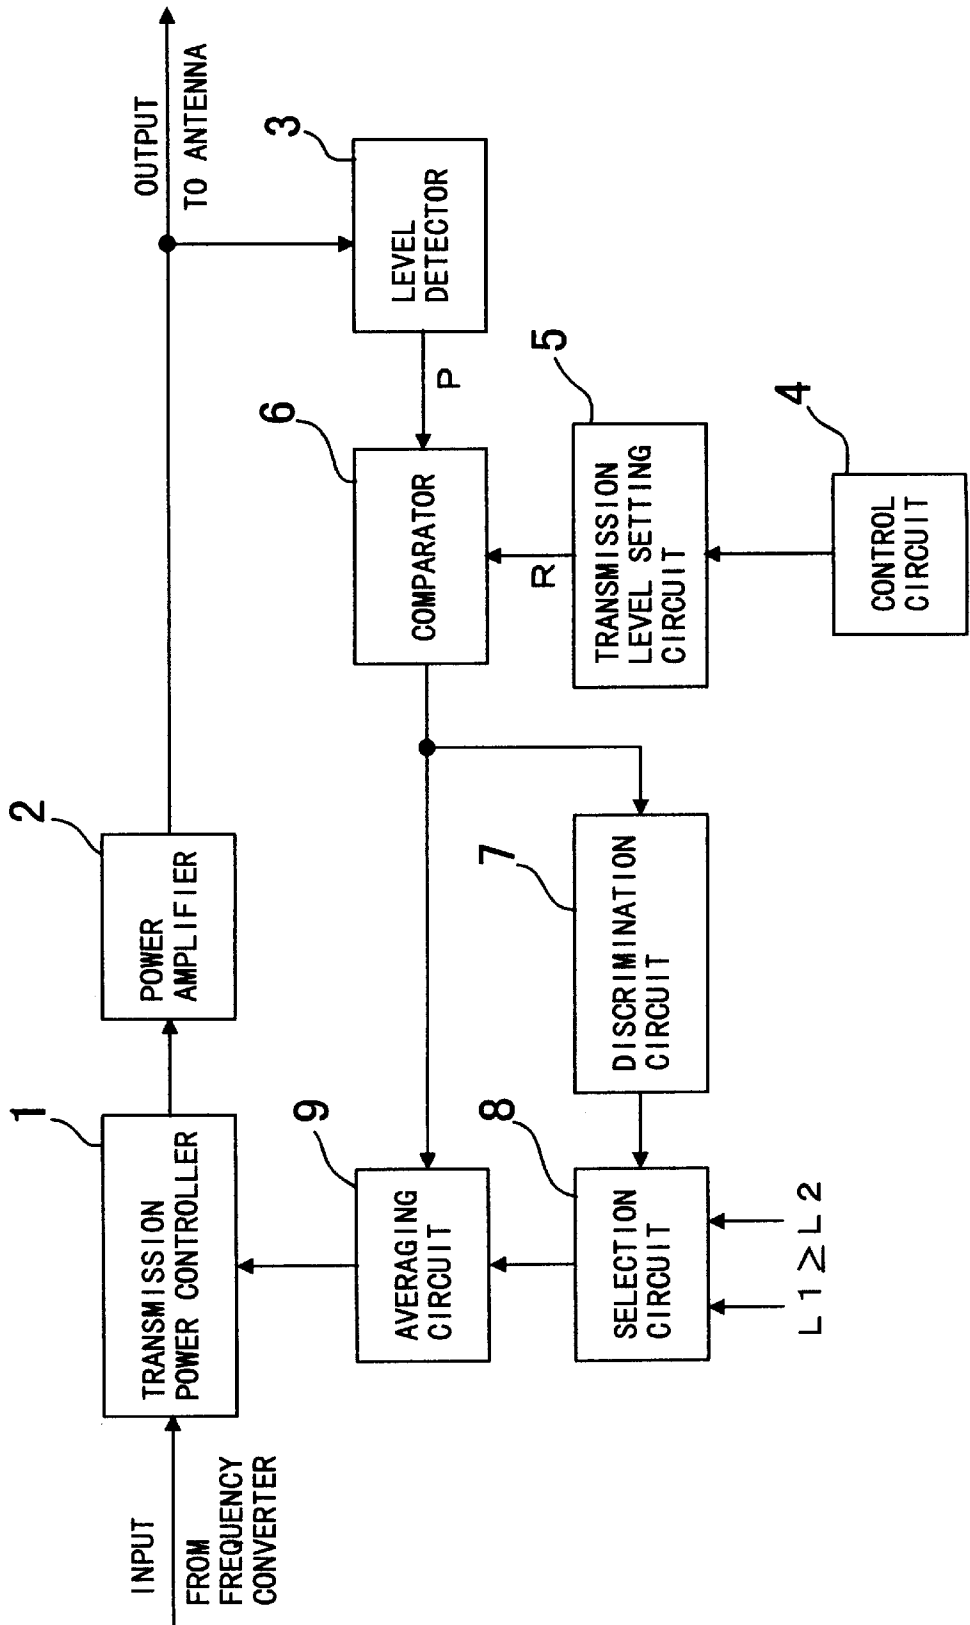 INPUT
FROM
FREQUENCY
CONVERTER
1
TRANSMISSION
POWER CONTROLLER
2
POWER
AMPLIFIER
OUTPUT
TO ANTENNA
9
AVERAGING
CIRCUIT
6
COMPARATOR
P
3
LEVEL
DETECTOR
8
SELECTION
CIRCUIT
7
DISCRIMINATION
CIRCUIT
R
5
TRANSMISSION
LEVEL SETTING
CIRCUIT
L1≥L2
4
CONTROL
CIRCUIT